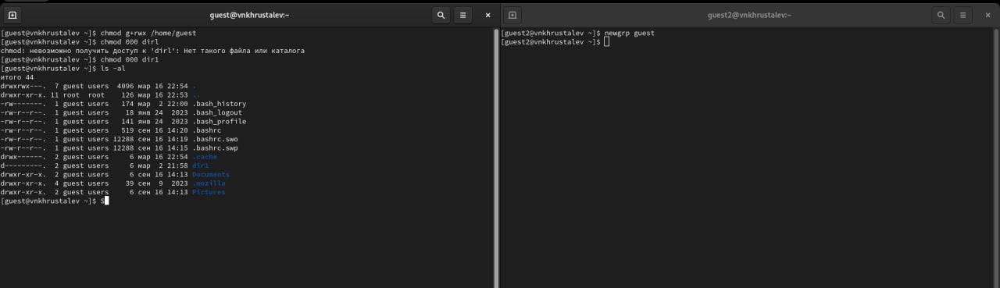 guest@vnkhrustalev:~
[guest@vnkhrustalev ~]$ chmod g+rwx /home/guest
[guest@vnkhrustalev ~]$ chmod 000 dirl
chmod: невозможно получить доступ к 'dirl': Нет такого файла или каталога
[guest@vnkhrustalev ~]$ chmod 000 dir1
[guest@vnkhrustalev ~]$ ls -al
итого 44
drwxrwx---.  7 guest users  4096 мар 16 22:54 .
drwxr-xr-x. 11 root  root    126 мар 16 22:53 ..
-rw-------.  1 guest users   174 мар  2 22:00 .bash_history
-rw-r--r--.  1 guest users    18 янв 24  2023 .bash_logout
-rw-r--r--.  1 guest users   141 янв 24  2023 .bash_profile
-rw-r--r--.  1 guest users   519 сен 16 14:20 .bashrc
-rw-r--r--.  1 guest users 12288 сен 16 14:19 .bashrc.swo
-rw-r--r--.  1 guest users 12288 сен 16 14:15 .bashrc.swp
drwx------.  2 guest users     6 мар 16 22:54 .cache
d---------.  2 guest users     6 мар  2 21:58 dir1
drwxr-xr-x.  2 guest users     6 сен 16 14:13 Documents
drwxr-xr-x.  4 guest users    39 сен  9  2023 .mozilla
drwxr-xr-x.  2 guest users     6 сен 16 14:13 Pictures
[guest@vnkhrustalev ~]$ S
guest2@vnkhrustalev:~
[guest2@vnkhrustalev ~]$ newgrp guest
[guest2@vnkhrustalev ~]$